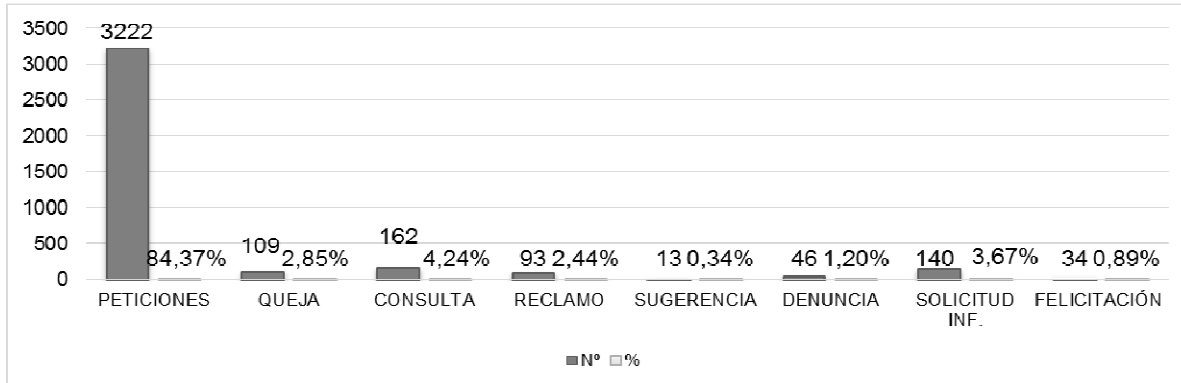 3500
3222
3000
2500
2000
1500
1000
500
0
84,37%
109
2,85%
162
4,24%
93
2,44%
13
0,34%
46
1,20%
140
3,67%
34
0,89%
PETICIONES
QUEJA
CONSULTA
RECLAMO
SUGERENCIA
DENUNCIA
SOLICITUD
INF.
FELICITACIÓN
Nº
%